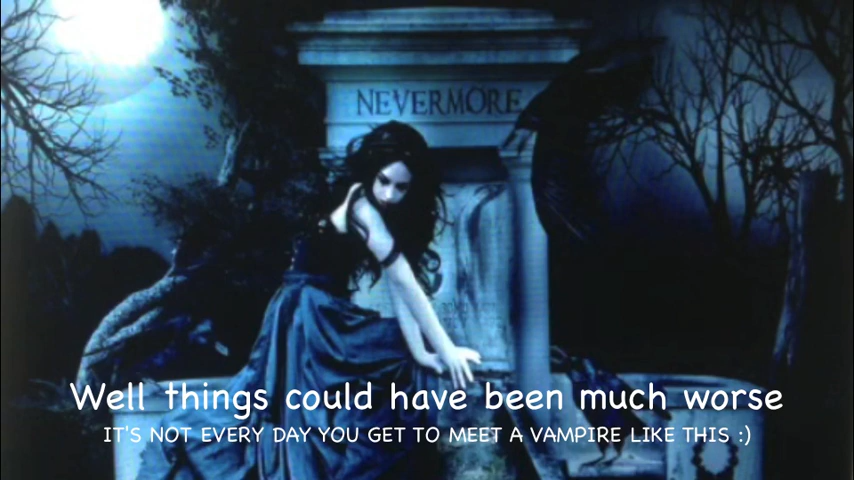 NEVERMORE
Well things could have been much worse
IT'S NOT EVERY DAY YOU GET TO MEET A VAMPIRE LIKE THIS :)